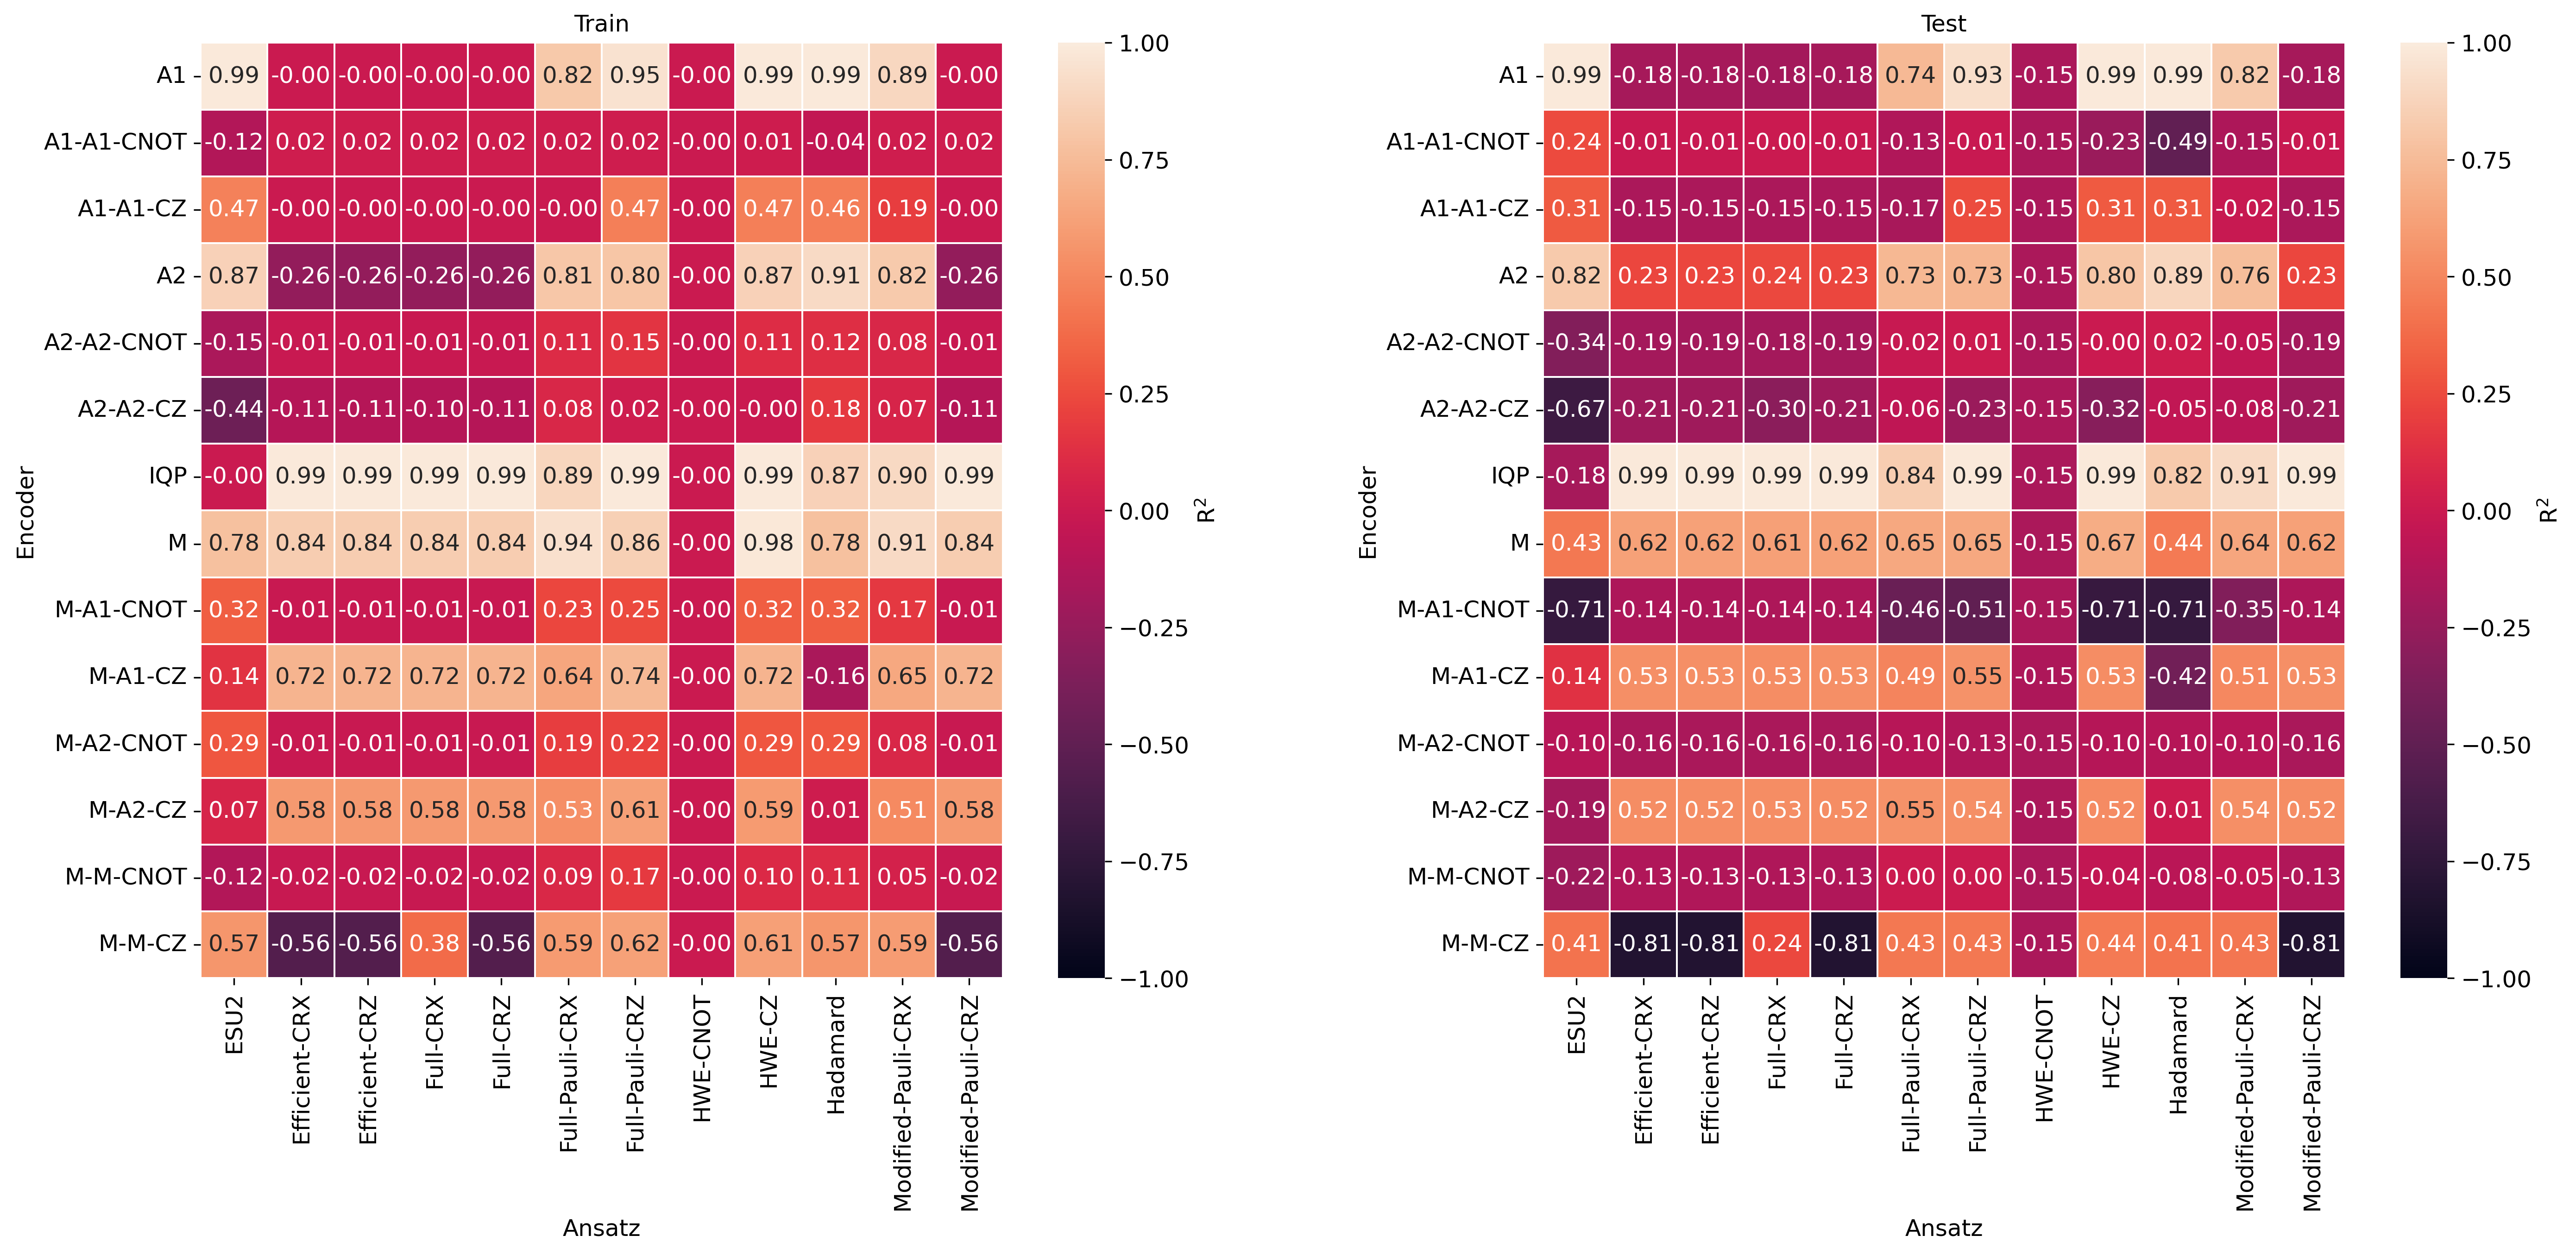 Train
A1 0.99 -0.00 -0.00 -0.00 -0.00 0.82 0.95 -0.00 0.99 0.99 0.89 -0.00
A1-A1-CNOT -0.12 0.02 0.02 0.02 0.02 0.02 0.02 -0.00 0.01 -0.04 0.02 0.02
A1-A1-CZ 0.47 -0.00 -0.00 -0.00 -0.00 -0.00 0.47 -0.00 0.47 0.46 0.19 -0.00
A2 0.87 -0.26 -0.26 -0.26 -0.26 0.81 0.80 -0.00 0.87 0.91 0.82 -0.26
A2-A2-CNOT -0.15 -0.01 -0.01 -0.01 -0.01 0.11 0.15 -0.00 0.11 0.12 0.08 -0.01
A2-A2-CZ -0.44 -0.11 -0.11 -0.10 -0.11 0.08 0.02 -0.00 -0.00 0.18 0.07 -0.11
IQP -0.00 0.99 0.99 0.99 0.99 0.89 0.99 -0.00 0.99 0.87 0.90 0.99
M 0.78 0.84 0.84 0.84 0.84 0.94 0.86 -0.00 0.98 0.78 0.91 0.84
M-A1-CNOT 0.32 -0.01 -0.01 -0.01 -0.01 0.23 0.25 -0.00 0.32 0.32 0.17 -0.01
M-A1-CZ 0.14 0.72 0.72 0.72 0.72 0.64 0.74 -0.00 0.72 -0.16 0.65 0.72
M-A2-CNOT 0.29 -0.01 -0.01 -0.01 -0.01 0.19 0.22 -0.00 0.29 0.29 0.08 -0.01
M-A2-CZ 0.07 0.58 0.58 0.58 0.58 0.53 0.61 -0.00 0.59 0.01 0.51 0.58
M-M-CNOT -0.12 -0.02 -0.02 -0.02 -0.02 0.09 0.17 -0.00 0.10 0.11 0.05 -0.02
M-M-CZ 0.57 -0.56 -0.56 0.38 -0.56 0.59 0.62 -0.00 0.61 0.57 0.59 -0.56
Encoder
ESU2
Efficient-CRX
Efficient-CRZ
Full-CRX
Full-CRZ
Full-Pauli-CRX
Full-Pauli-CRZ
HWE-CNOT
HWE-CZ
Hadamard
Modified-Pauli-CRX
Modified-Pauli-CRZ
Ansatz
1.00
0.75
0.50
0.25
0.00
−0.25
−0.50
−0.75
−1.00
R²
Test
A1 0.99 -0.18 -0.18 -0.18 -0.18 0.74 0.93 -0.15 0.99 0.99 0.82 -0.18
A1-A1-CNOT 0.24 -0.01 -0.01 -0.00 -0.01 -0.13 -0.01 -0.15 -0.23 -0.49 -0.15 -0.01
A1-A1-CZ 0.31 -0.15 -0.15 -0.15 -0.15 -0.17 0.25 -0.15 0.31 0.31 -0.02 -0.15
A2 0.82 0.23 0.23 0.24 0.23 0.73 0.73 -0.15 0.80 0.89 0.76 0.23
A2-A2-CNOT -0.34 -0.19 -0.19 -0.18 -0.19 -0.02 0.01 -0.15 -0.00 0.02 -0.05 -0.19
A2-A2-CZ -0.67 -0.21 -0.21 -0.30 -0.21 -0.06 -0.23 -0.15 -0.32 -0.05 -0.08 -0.21
IQP -0.18 0.99 0.99 0.99 0.99 0.84 0.99 -0.15 0.99 0.82 0.91 0.99
M 0.43 0.62 0.62 0.61 0.62 0.65 0.65 -0.15 0.67 0.44 0.64 0.62
M-A1-CNOT -0.71 -0.14 -0.14 -0.14 -0.14 -0.46 -0.51 -0.15 -0.71 -0.71 -0.35 -0.14
M-A1-CZ 0.14 0.53 0.53 0.53 0.53 0.49 0.55 -0.15 0.53 -0.42 0.51 0.53
M-A2-CNOT -0.10 -0.16 -0.16 -0.16 -0.16 -0.10 -0.13 -0.15 -0.10 -0.10 -0.10 -0.16
M-A2-CZ -0.19 0.52 0.52 0.53 0.52 0.55 0.54 -0.15 0.52 0.01 0.54 0.52
M-M-CNOT -0.22 -0.13 -0.13 -0.13 -0.13 0.00 0.00 -0.15 -0.04 -0.08 -0.05 -0.13
M-M-CZ 0.41 -0.81 -0.81 0.24 -0.81 0.43 0.43 -0.15 0.44 0.41 0.43 -0.81
Encoder
ESU2
Efficient-CRX
Efficient-CRZ
Full-CRX
Full-CRZ
Full-Pauli-CRX
Full-Pauli-CRZ
HWE-CNOT
HWE-CZ
Hadamard
Modified-Pauli-CRX
Modified-Pauli-CRZ
Ansatz
1.00
0.75
0.50
0.25
0.00
−0.25
−0.50
−0.75
−1.00
R²